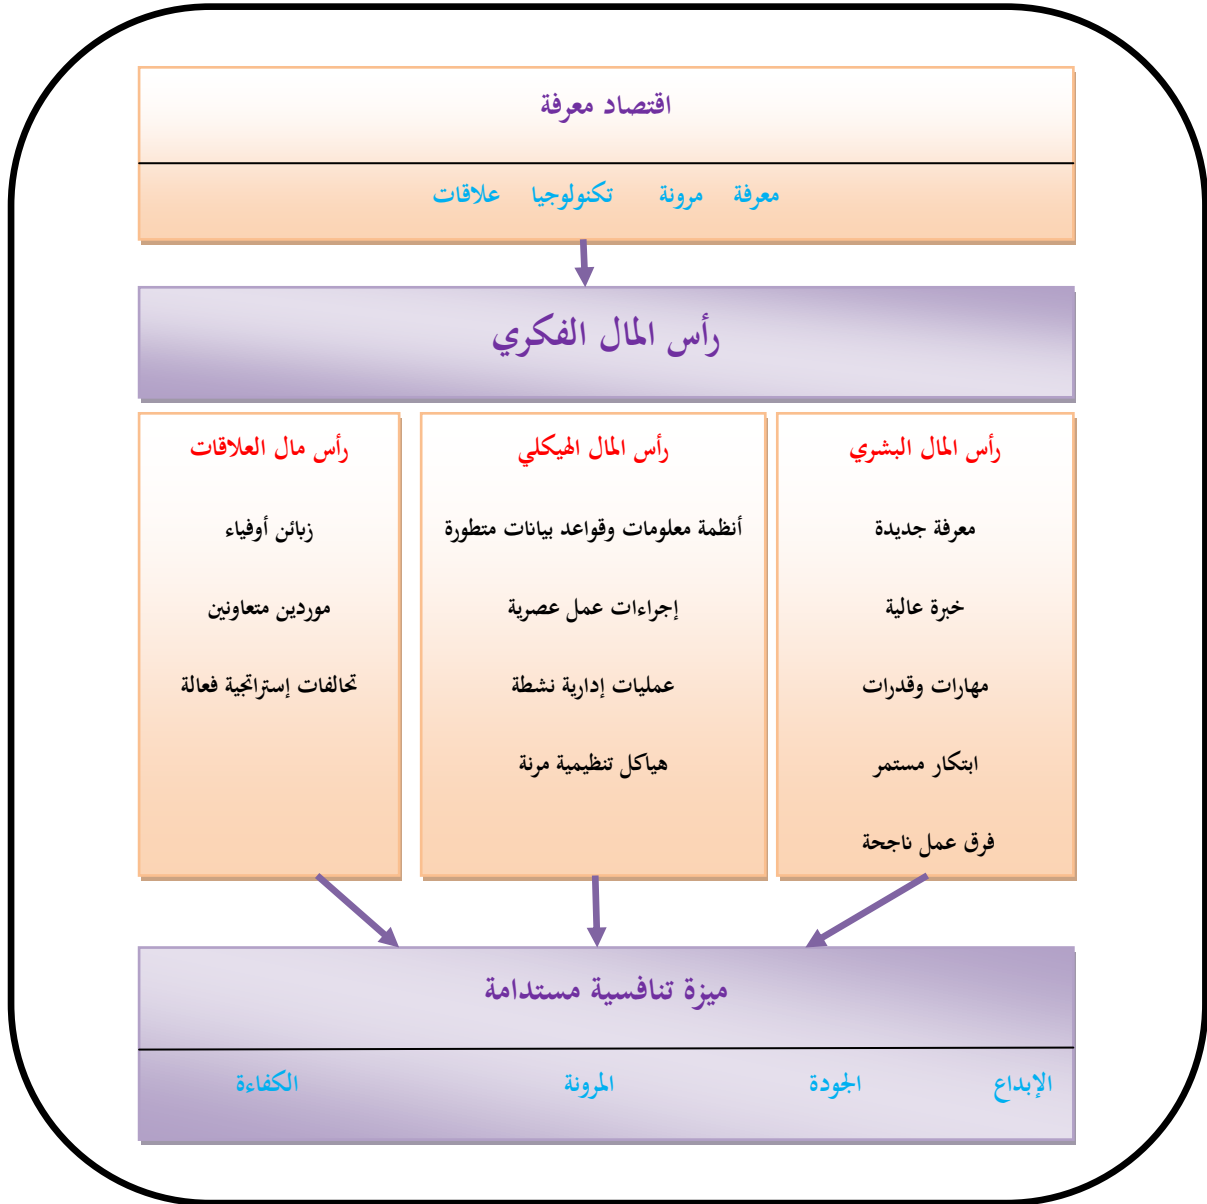 اقتصاد معرفة
معرفة مرونة تكنولوجيا علاقات
رأس المال الفكري
رأس المال البشري
معرفة جديدة
خبرة عالية
مهارات وقدرات
ابتكار مستمر
فرق عمل ناجحة
رأس المال الهيكلي
أنظمة معلومات وقواعد بيانات متطورة
إجراءات عمل عصرية
عمليات إدارية نشطة
هياكل تنظيمية مرنة
رأس مال العلاقات
زبائن أوفياء
موردين متعاونين
تحالفات إستراتجية فعالة
ميزة تنافسية مستدامة
الإبداع الجودة المرونة الكفاءة